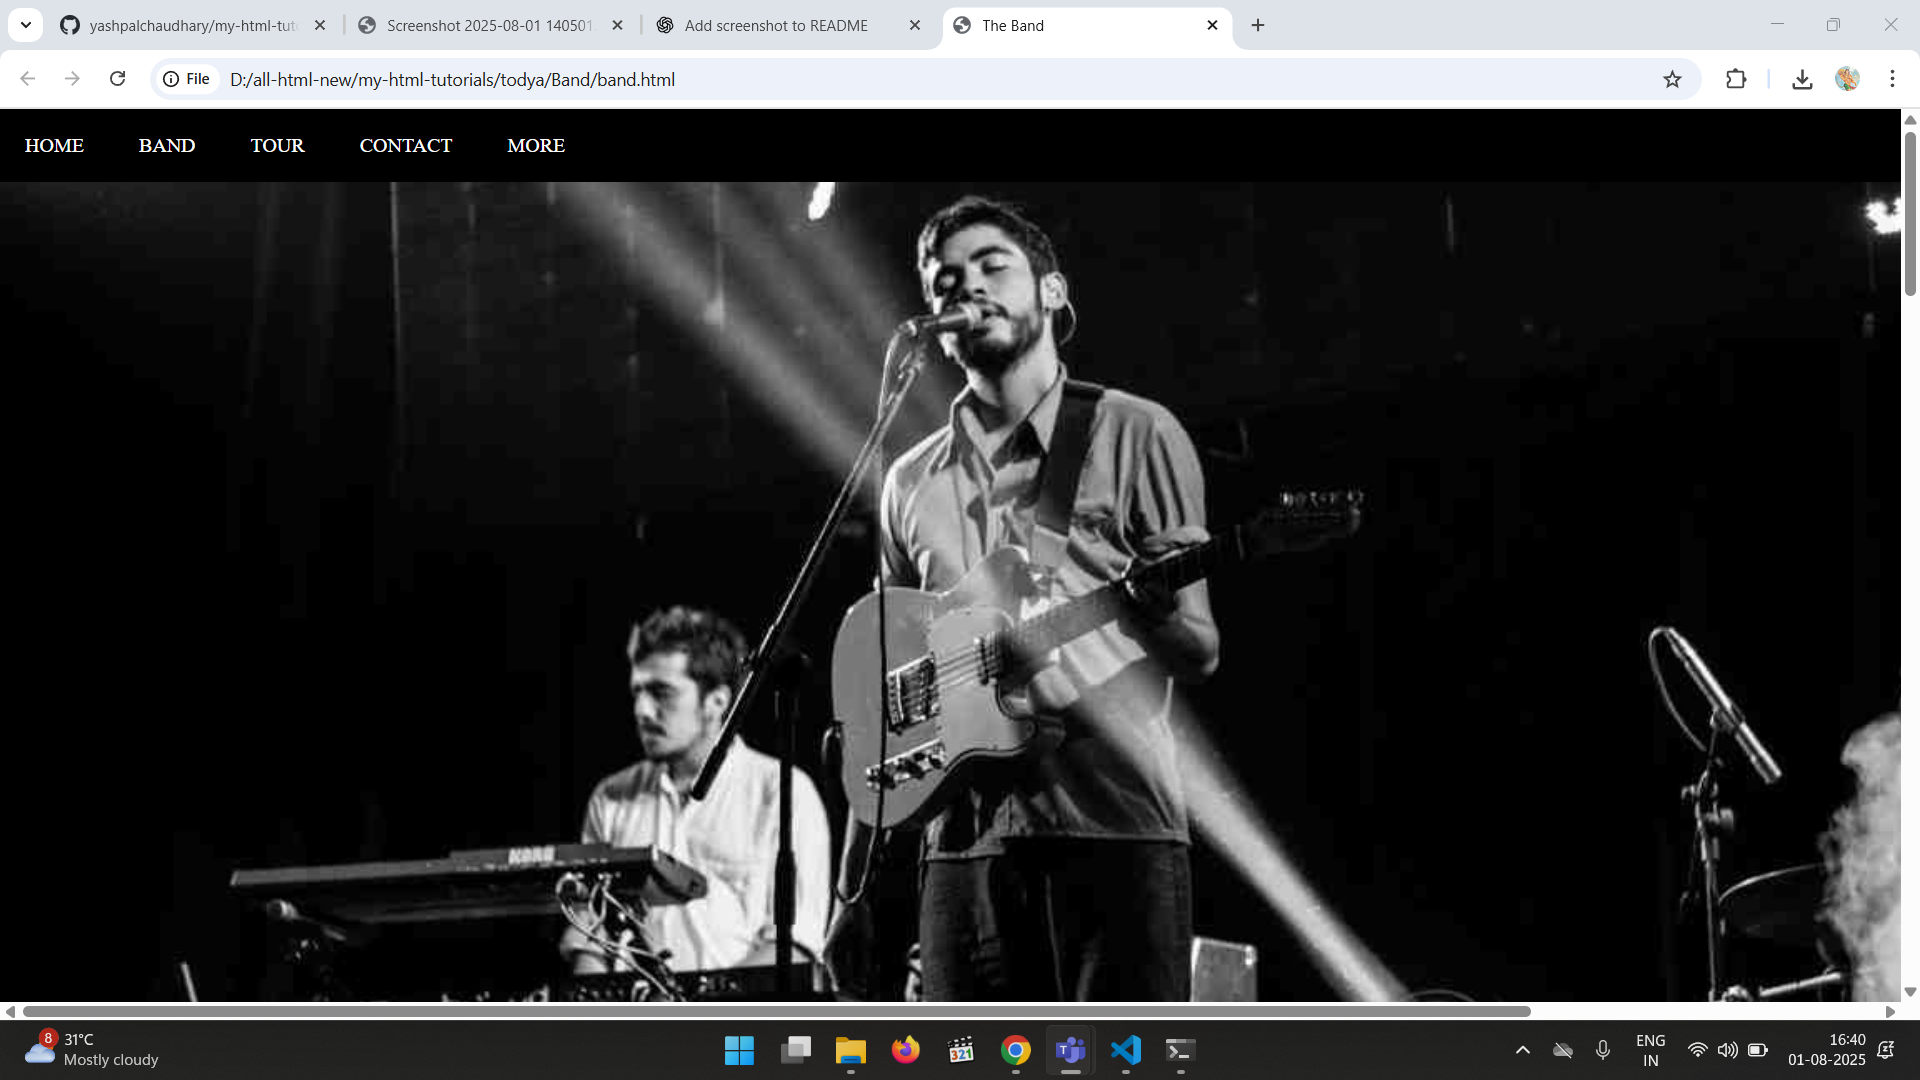 yashpalchaudhary/my-html-tut
Screenshot 2025-08-01 140501
Add screenshot to README
The Band
File
D:/all-html-new/my-html-tutorials/todya/Band/band.html
HOME
BAND
TOUR
CONTACT
MORE
KORG
8
31°C
Mostly cloudy
321
T
ENG
IN
16:40
01-08-2025